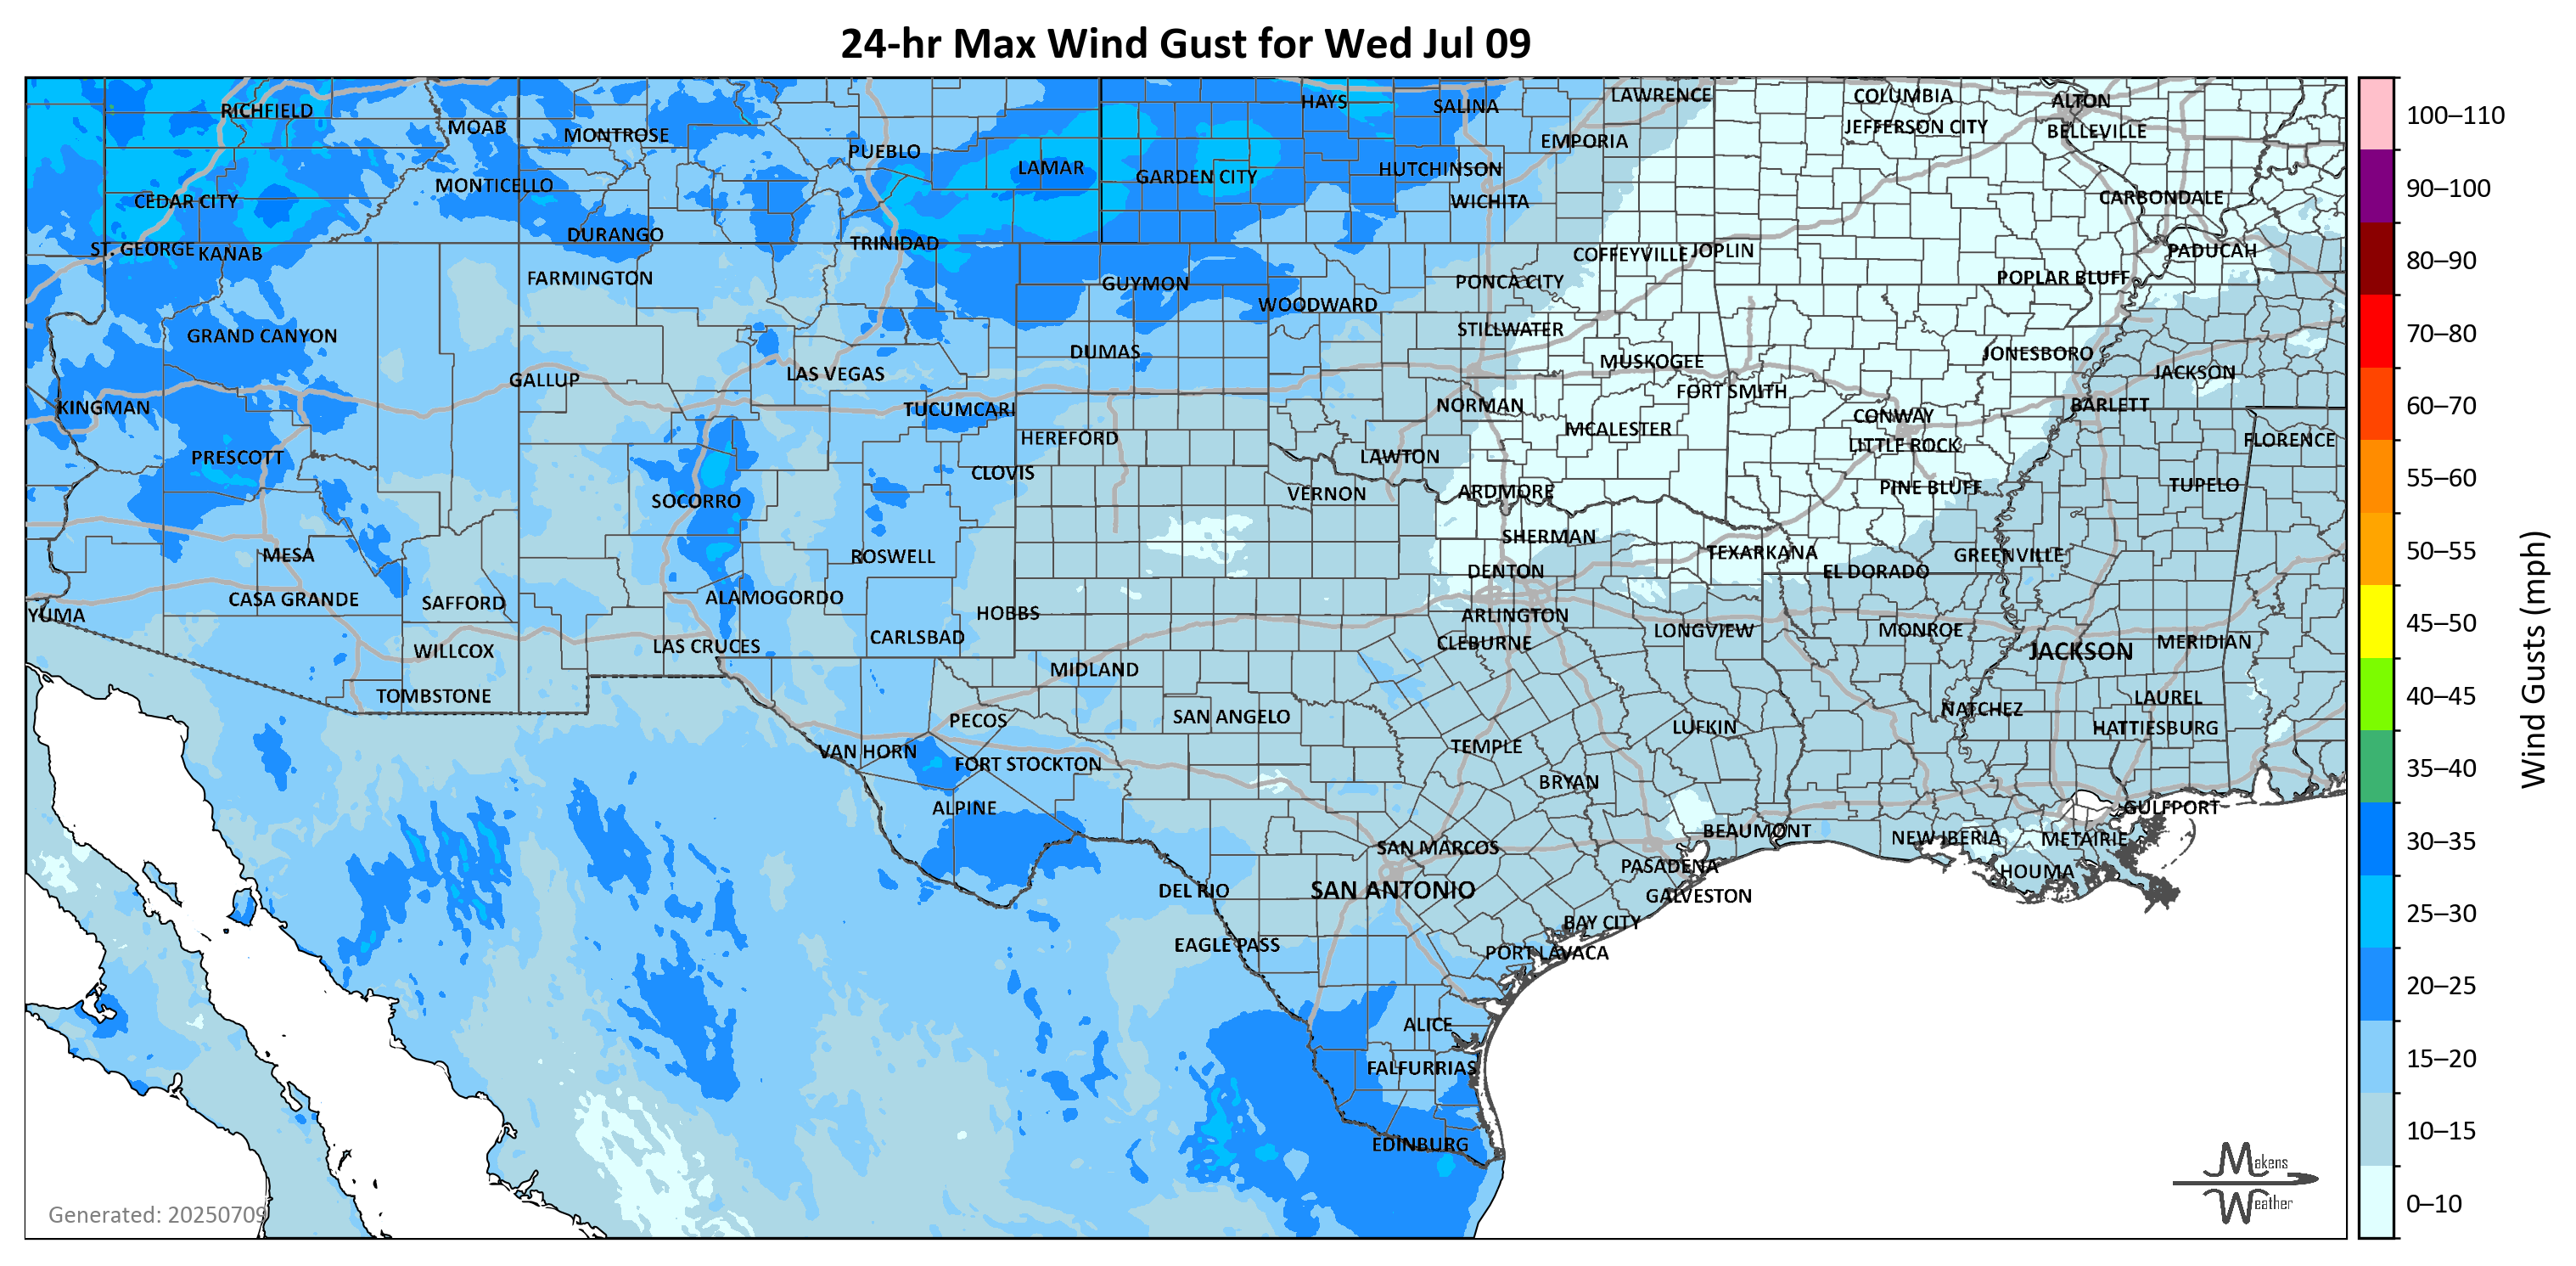 24-hr Max Wind Gust for Wed Jul 09
RICHFIELD
MOAB
MONTROSE
PUEBLO
LAMAR
HAYS
SALINA
LAWRENCE
COLUMBIA
ALTON
JEFFERSON CITY
BELLEVILLE
EMPORIA
GARDEN CITY
HUTCHINSON
MONTICELLO
CEDAR CITY
WICHITA
CARBONDALE
DURANGO
TRINIDAD
ST. GEORGE
KANAB
COFFEYVILLE
JOPLIN
PADUCAH
FARMINGTON
GUYMON
PONCA CITY
POPLAR BLUFF
WOODWARD
GRAND CANYON
STILLWATER
DUMAS
MUSKOGEE
JONESBORO
GALLUP
LAS VEGAS
JACKSON
FORT SMITH
KINGMAN
TUCUMCARI
NORMAN
BARLETT
CONWAY
MCALESTER
HEREFORD
LITTLE ROCK
FLORENCE
PRESCOTT
LAWTON
CLOVIS
SOCORRO
VERNON
ARDMORE
PINE BLUFF
TUPELO
MESA
ROSWELL
SHERMAN
TEXARKANA
GREENVILLE
DENTON
EL DORADO
CASA GRANDE
SAFFORD
ALAMOGORDO
YUMA
HOBBS
ARLINGTON
CARLSBAD
CLEBURNE
LONGVIEW
MONROE
WILLCOX
LAS CRUCES
JACKSON
MERIDIAN
MIDLAND
TOMBSTONE
LAUREL
PECOS
SAN ANGELO
NATCHEZ
LUFKIN
HATTIESBURG
VAN HORN
FORT STOCKTON
TEMPLE
BRYAN
ALPINE
GULFPORT
BEAUMONT
NEW IBERIA
METAIRIE
SAN MARCOS
PASADENA
HOUMA
DEL RIO
SAN ANTONIO
GALVESTON
BAY CITY
EAGLE PASS
PORT LAVACA
ALICE
FALFURRIAS
EDINBURG
Generated: 20250709
Makens
Weather
100–110
90–100
80–90
70–80
60–70
55–60
50–55
45–50
40–45
35–40
30–35
25–30
20–25
15–20
10–15
0–10
Wind Gusts (mph)